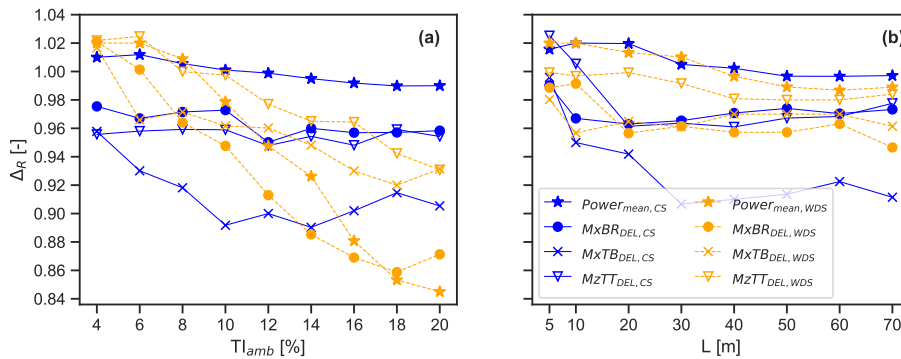 (a)
(b)
Δ_R [-]
1.04
1.02
1.00
0.98
0.96
0.94
0.92
0.90
0.88
0.86
0.84
4 6 8 10 12 14 16 18 20
TI_amb [%]
5 10 20 30 40 50 60 70
L [m]
Power_mean,CS
MxBR_DEL,CS
MxTB_DEL,CS
MzTT_DEL,CS
Power_mean,WDS
MxBR_DEL,WDS
MxTB_DEL,WDS
MzTT_DEL,WDS